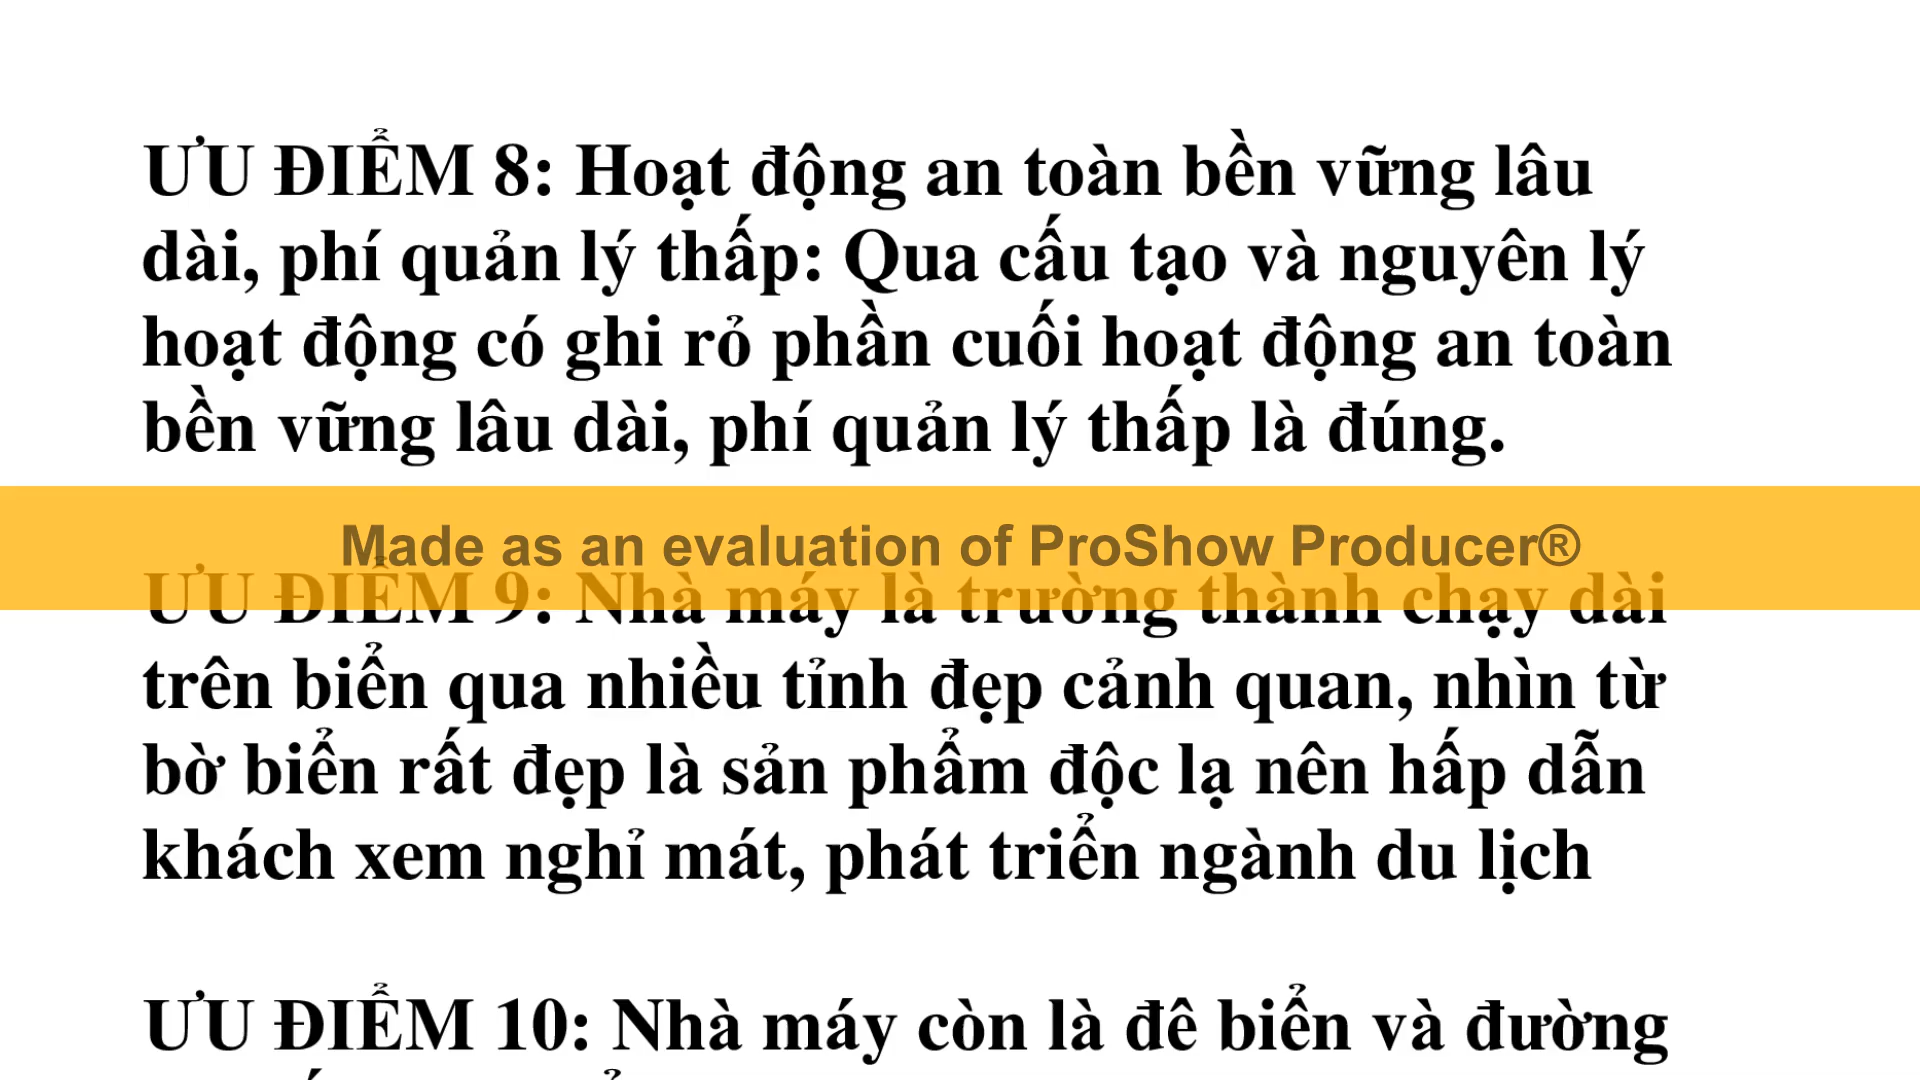 ƯU ĐIỂM 8: Hoạt động an toàn bền vững lâu
dài, phí quản lý thấp: Qua cấu tạo và nguyên lý
hoạt động có ghi rỏ phần cuối hoạt động an toàn
bền vững lâu dài, phí quản lý thấp là đúng.
Made as an evaluation of ProShow Producer®
ƯU ĐIỂM 9: Nhà máy là trường thành chạy dài
trên biển qua nhiều tỉnh đẹp cảnh quan, nhìn từ
bờ biển rất đẹp là sản phẩm độc lạ nên hấp dẫn
khách xem nghỉ mát, phát triển ngành du lịch
ƯU ĐIỂM 10: Nhà máy còn là đê biển và đường